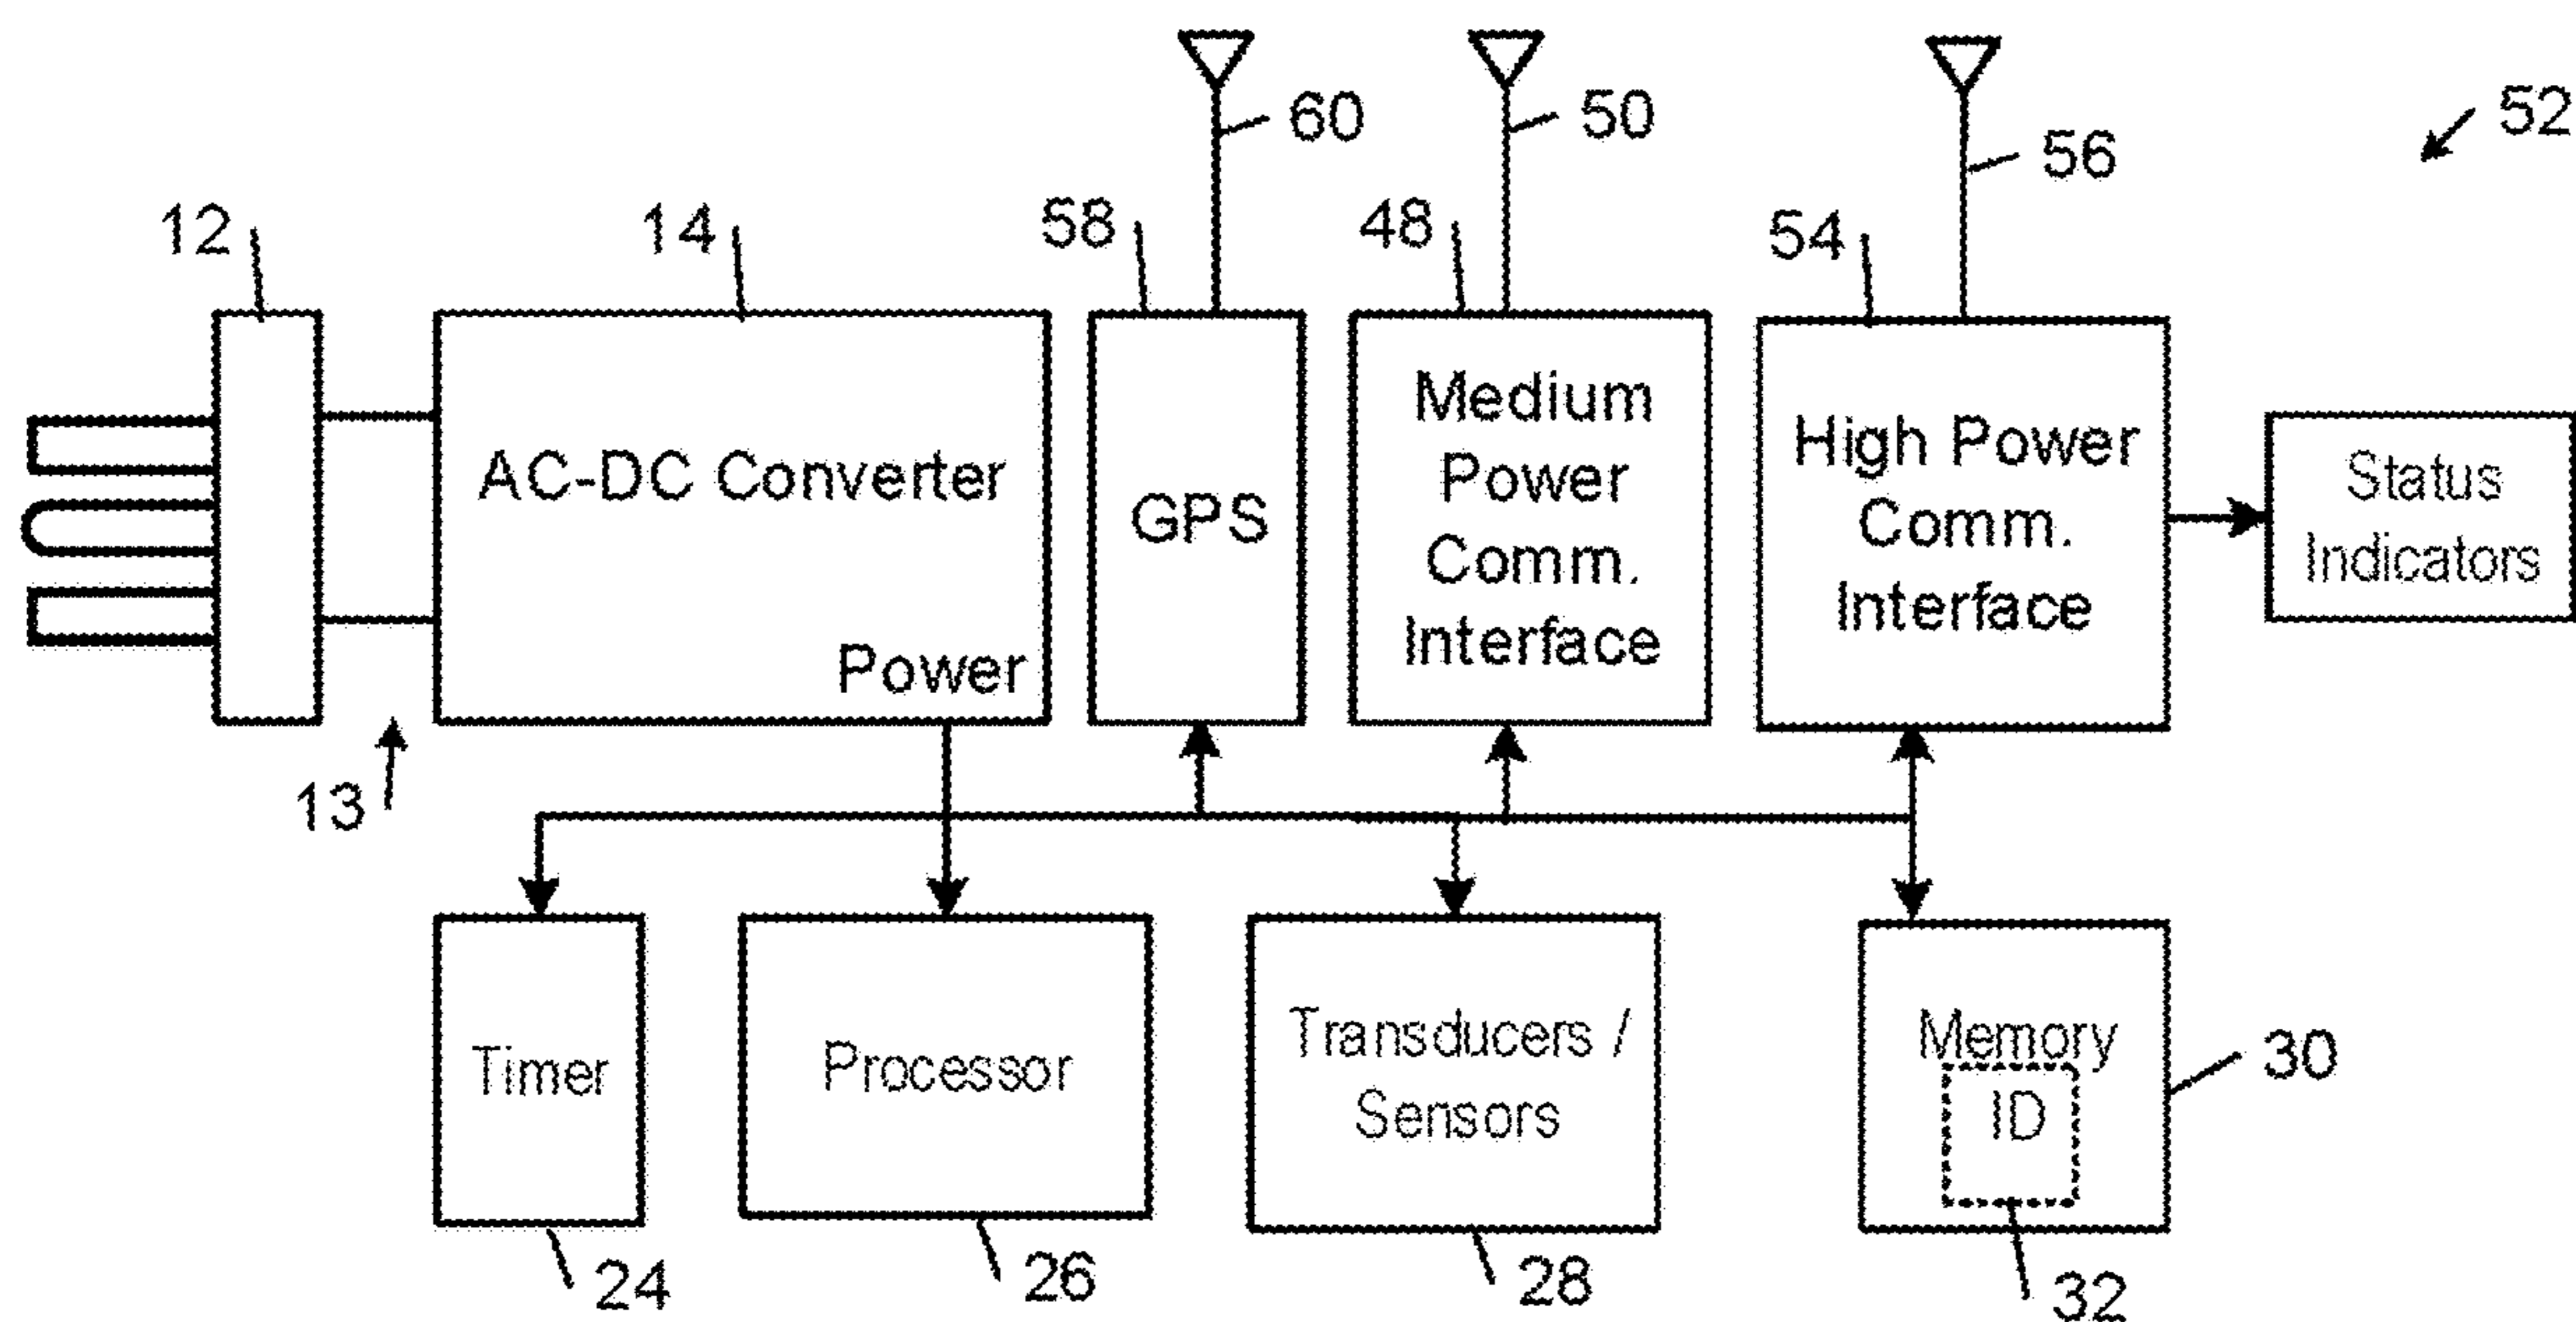 60
50
52
56
12
14
58
48
54
AC-DC Converter
Power
GPS
Medium
Power
Comm.
Interface
High Power
Comm.
Interface
Status
Indicators
13
Timer
Processor
Transducers /
Sensors
Memory
ID
30
24
26
28
32